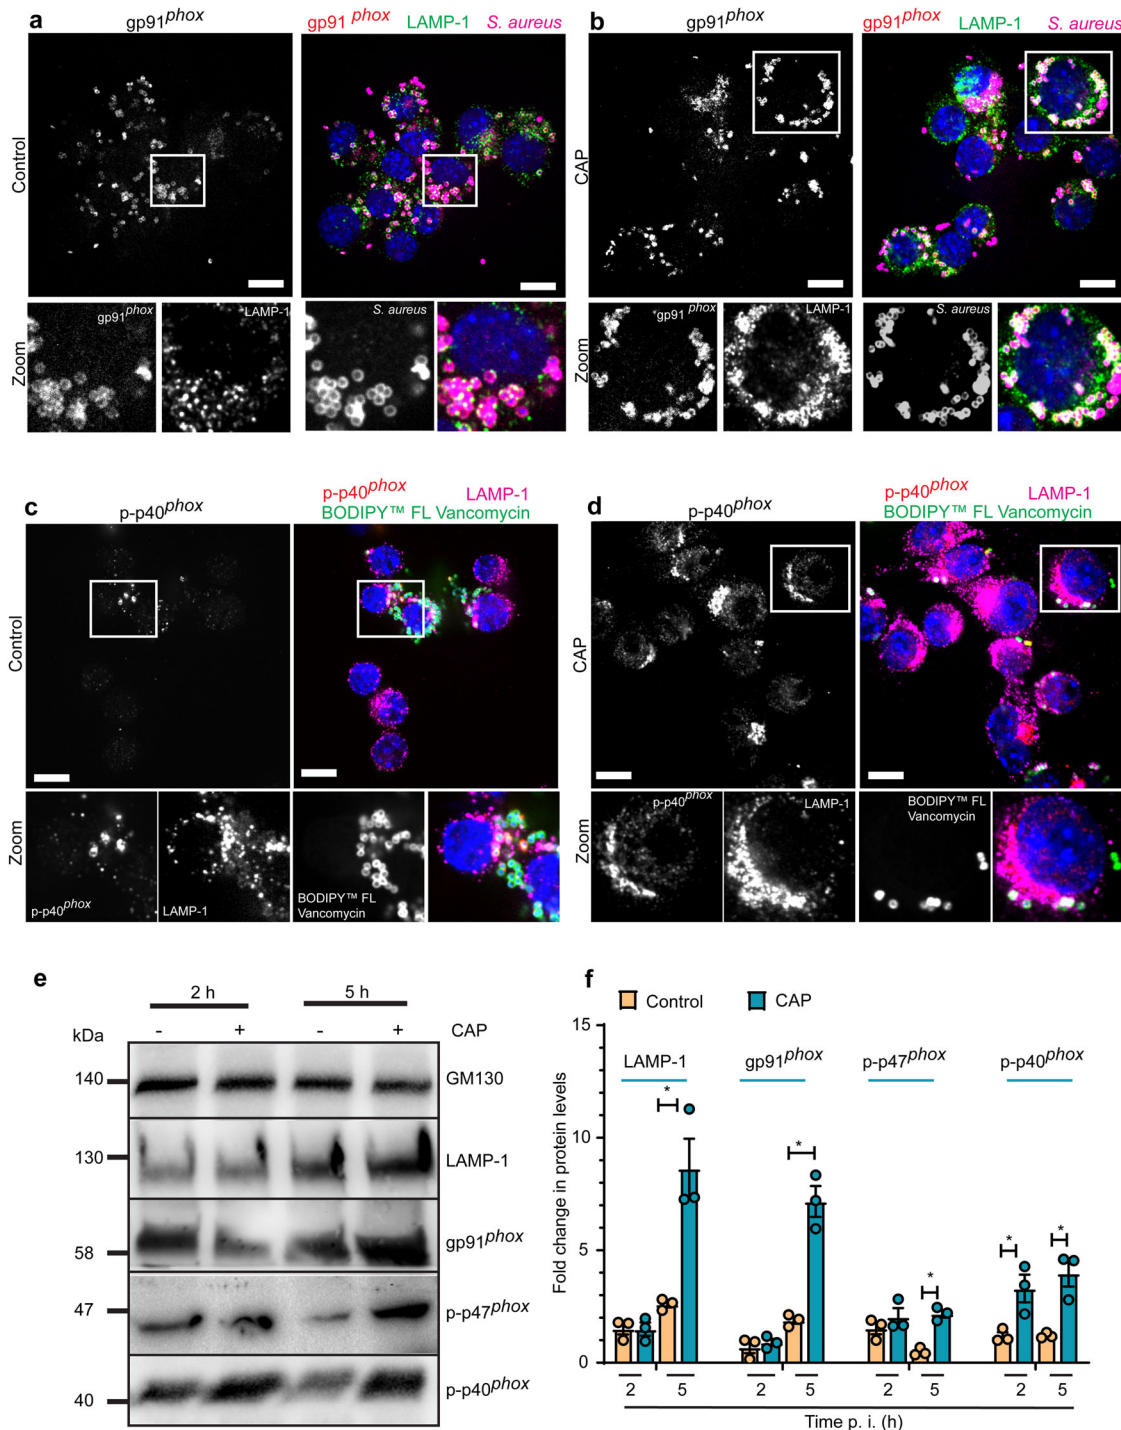 a
gp91phox
gp91 phox LAMP-1 S. aureus
Control
Zoom
gp91phox
LAMP-1
S. aureus
b
gp91phox
gp91phox LAMP-1 S. aureus
CAP
Zoom
gp91 phox
LAMP-1
S. aureus
c
p-p40phox
p-p40phox LAMP-1
BODIPY™ FL Vancomycin
Control
Zoom
p-p40phox
LAMP-1
BODIPY™ FL
Vancomycin
d
p-p40phox
p-p40phox LAMP-1
BODIPY™ FL Vancomycin
CAP
Zoom
p-p40phox
LAMP-1
BODIPY™ FL
Vancomycin
e
2 h 5 h
kDa - + - + CAP
140 GM130
130 LAMP-1
58 gp91phox
47 p-p47phox
40 p-p40phox
f
Control CAP
Fold change in protein levels
15
10
5
0
LAMP-1 gp91phox p-p47phox p-p40phox
* * * * *
2 5 2 5 2 5 2 5
Time p. i. (h)